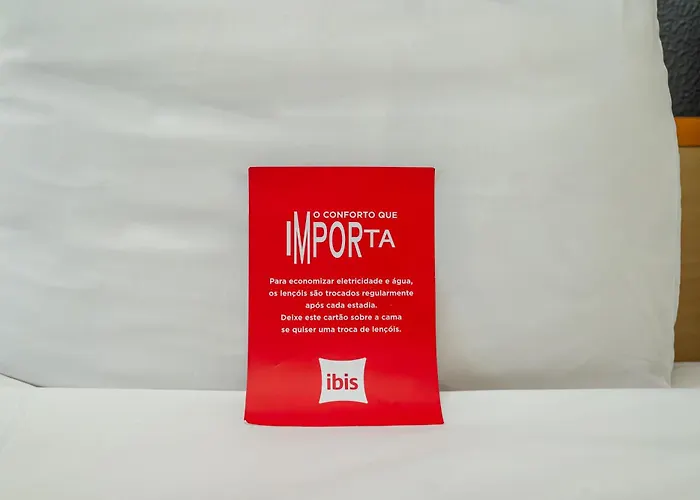 O CONFORTO QUE
IMPORTA
Para economizar eletricidade e água,
os lençóis são trocados regularmente
após cada estadia.
Deixe este cartão sobre a cama
se quiser uma troca de lençóis.
ibis